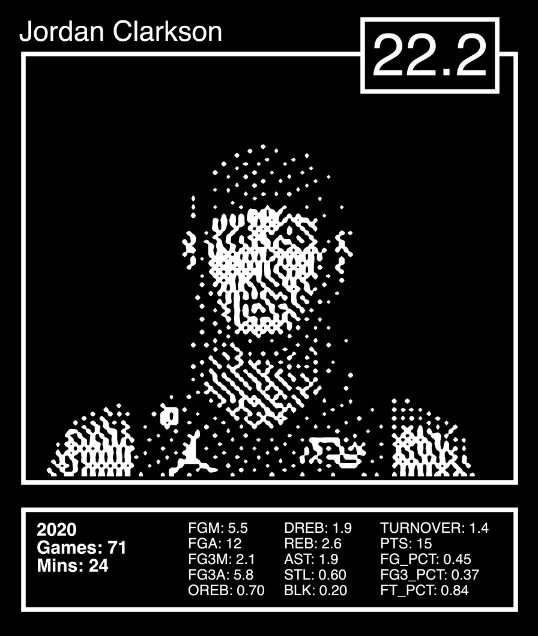 Jordan Clarkson
22.2
2020
Games: 71
Mins: 24
FGM: 5.5
FGA: 12
FG3M: 2.1
FG3A: 5.8
OREB: 0.70
DREB: 1.9
REB: 2.6
AST: 1.9
STL: 0.60
BLK: 0.20
TURNOVER: 1.4
PTS: 15
FG_PCT: 0.45
FG3_PCT: 0.37
FT_PCT: 0.84